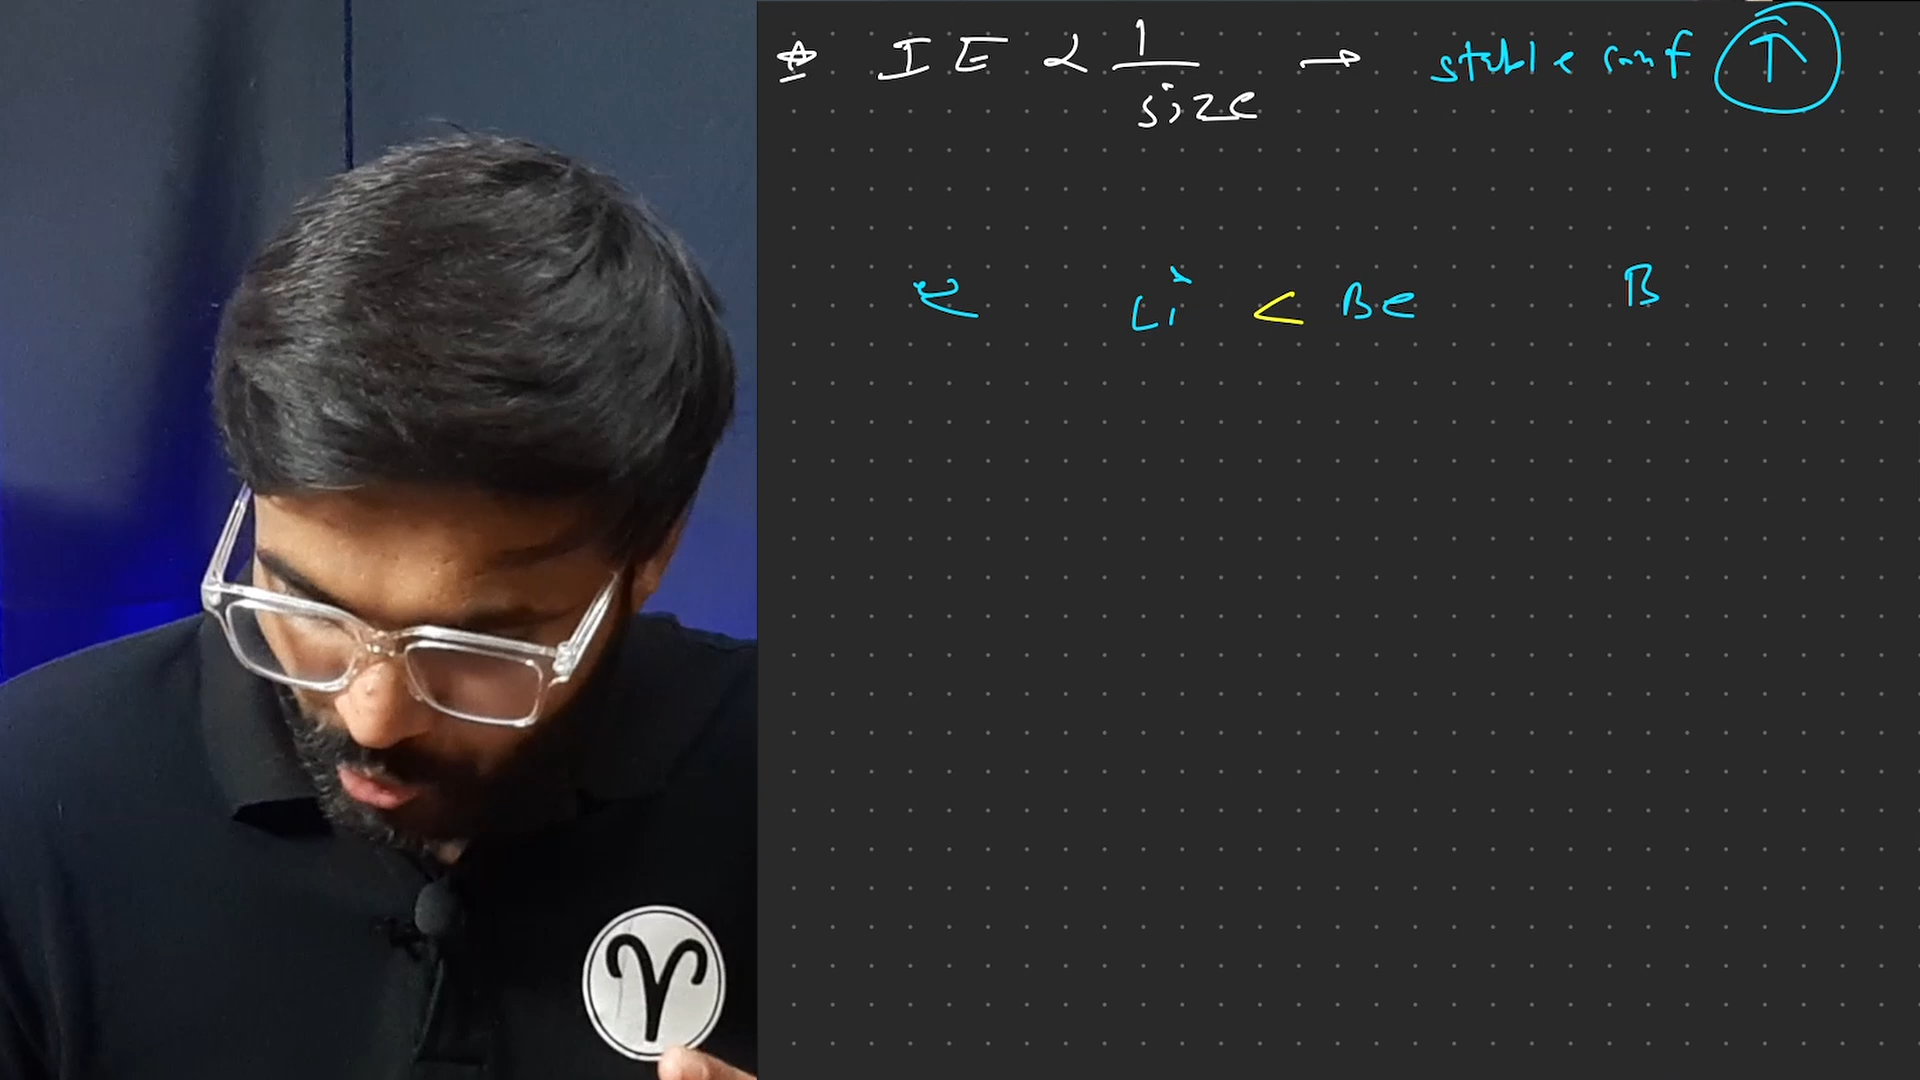 IE α 1/size → stable conf ↑
Li < Be B